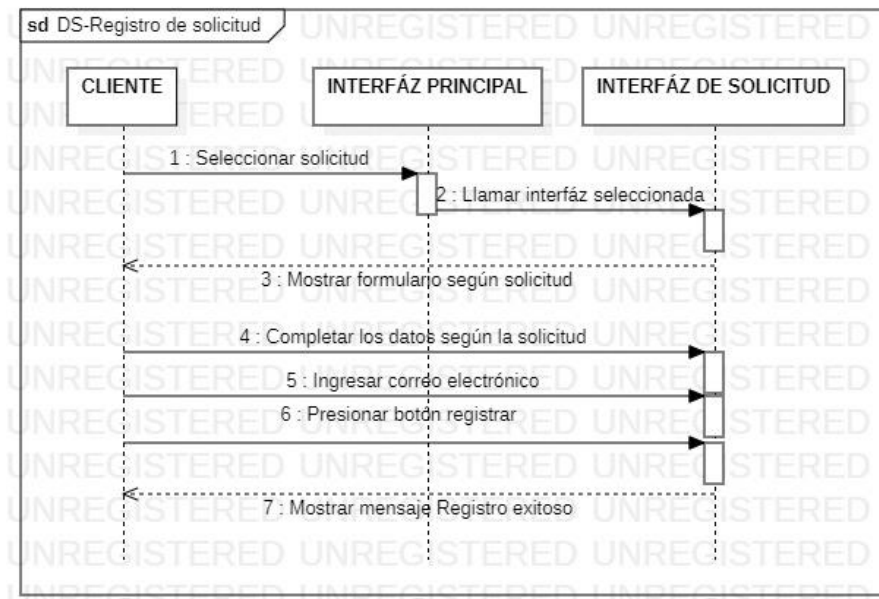 sd DS-Registro de solicitud
CLIENTE
INTERFÁZ PRINCIPAL
INTERFÁZ DE SOLICITUD
1 : Seleccionar solicitud
2 : Llamar interfáz seleccionada
3 : Mostrar formulario según solicitud
4 : Completar los datos según la solicitud
5 : Ingresar correo electrónico
6 : Presionar botón registrar
7 : Mostrar mensaje Registro exitoso
UNREGISTERED